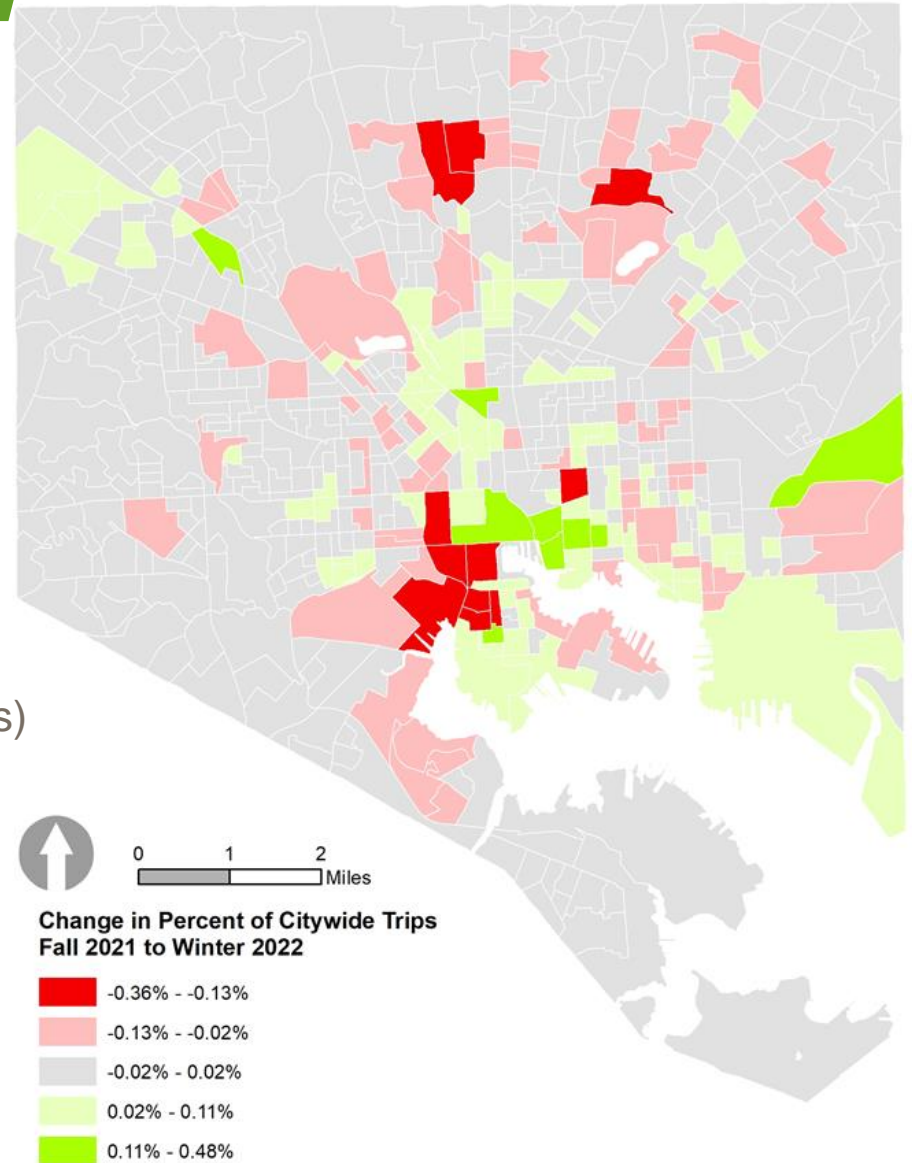 s)
0 1 2
Miles
Change in Percent of Citywide Trips
Fall 2021 to Winter 2022
-0.36% - -0.13%
-0.13% - -0.02%
-0.02% - 0.02%
0.02% - 0.11%
0.11% - 0.48%